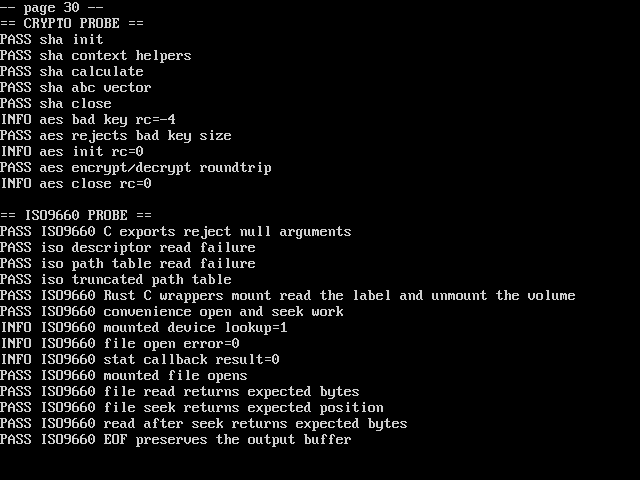 -- page 30 --
== CRYPTO PROBE ==
PASS sha init
PASS sha context helpers
PASS sha calculate
PASS sha abc vector
PASS sha close
INFO aes bad key rc=-4
PASS aes rejects bad key size
INFO aes init rc=0
PASS aes encrypt/decrypt roundtrip
INFO aes close rc=0
== ISO9660 PROBE ==
PASS ISO9660 C exports reject null arguments
PASS iso descriptor read failure
PASS iso path table read failure
PASS iso truncated path table
PASS ISO9660 Rust C wrappers mount read the label and unmount the volume
PASS ISO9660 convenience open and seek work
INFO ISO9660 mounted device lookup=1
INFO ISO9660 file open error=0
INFO ISO9660 stat callback result=0
PASS ISO9660 mounted file opens
PASS ISO9660 file read returns expected bytes
PASS ISO9660 file seek returns expected position
PASS ISO9660 read after seek returns expected bytes
PASS ISO9660 EOF preserves the output buffer